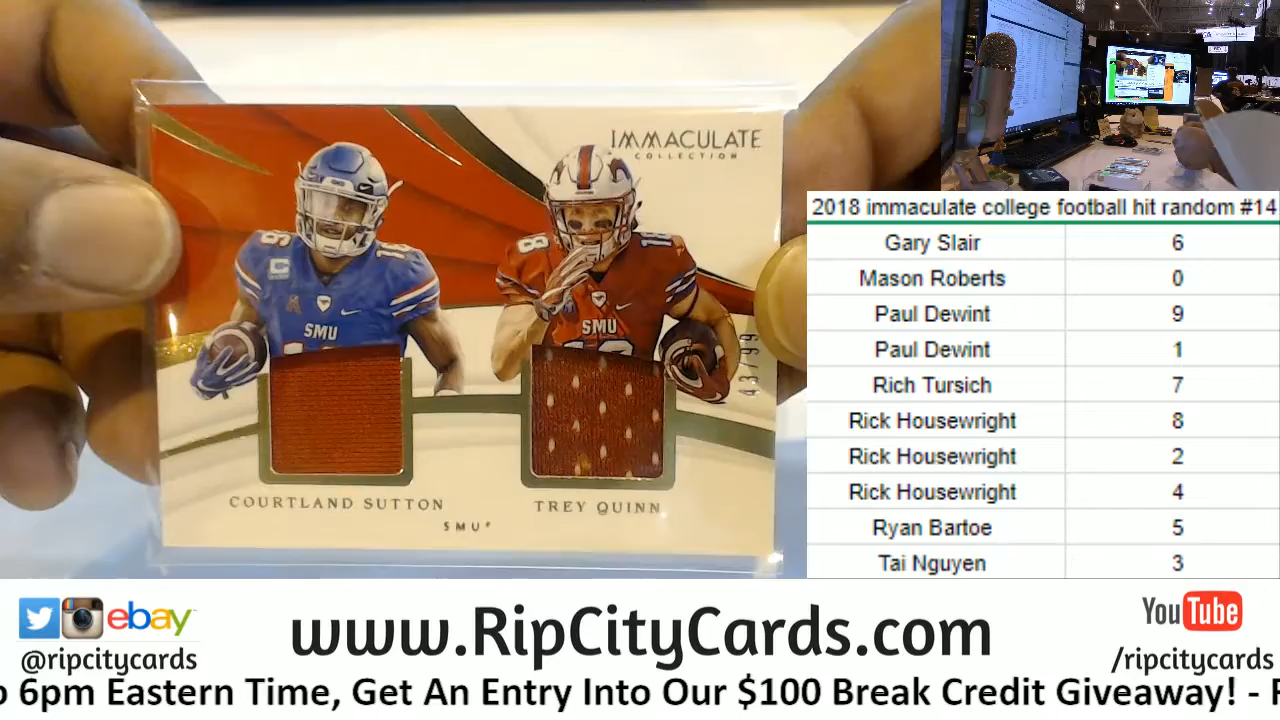 IMMACULATE
COLLECTION
16
18
C
SMU
SMU
43/99
COURTLAND SUTTON
TREY QUINN
SMU
2018 immaculate college football hit random #14
Gary Slair 6
Mason Roberts 0
Paul Dewint 9
Paul Dewint 1
Rich Tursich 7
Rick Housewright 8
Rick Housewright 2
Rick Housewright 4
Ryan Bartoe 5
Tai Nguyen 3
ebay
@ripcitycards
www.RipCityCards.com
YouTube
/ripcitycards
6pm Eastern Time, Get An Entry Into Our $100 Break Credit Giveaway! -